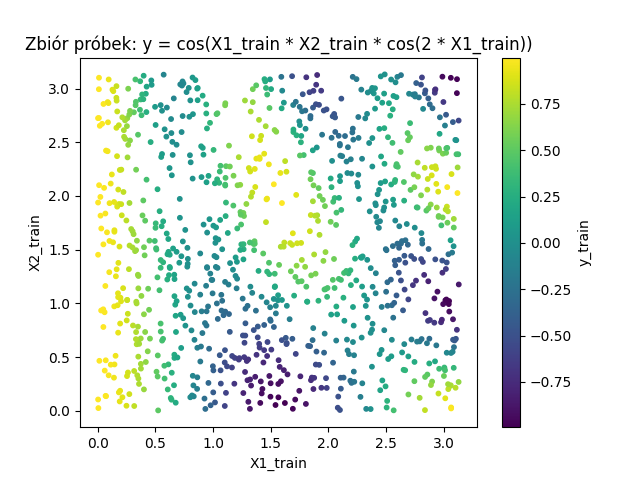 Zbiór próbek: y = cos(X1_train * X2_train * cos(2 * X1_train))
3.0
2.5
2.0
1.5
1.0
0.5
0.0
X2_train
0.0 0.5 1.0 1.5 2.0 2.5 3.0
X1_train
0.75
0.50
0.25
0.00
−0.25
−0.50
−0.75
y_train